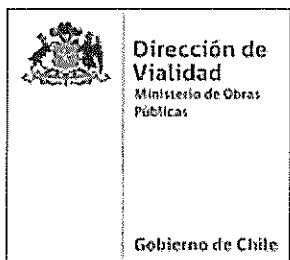 Dirección de
Vialidad
Ministerio de Obras
Públicas
Gobierno de Chile